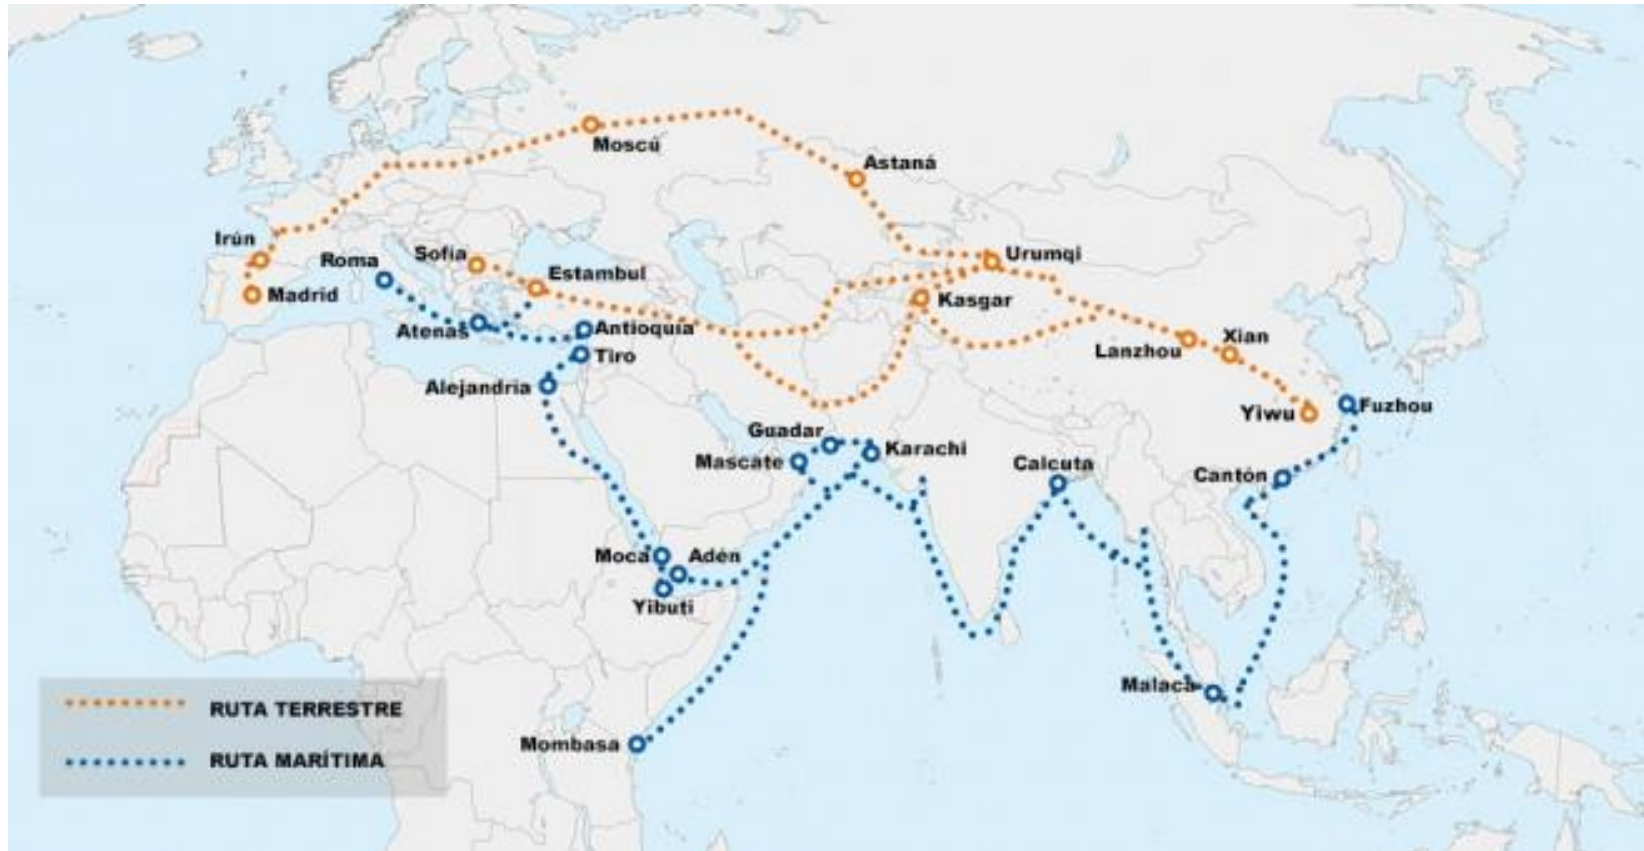 Moscú
Astaná
Irún
Roma
Sofía
Urumqi
Estambul
Madrid
Kasgar
Atenas
Antioquía
Tiro
Lanzhou
Xian
Alejandría
Yiwu
Fuzhou
Guadar
Karachi
Mascate
Calcuta
Cantón
Moca
Adén
Yibuti
Malaca
RUTA TERRESTRE
Mombasa
RUTA MARÍTIMA